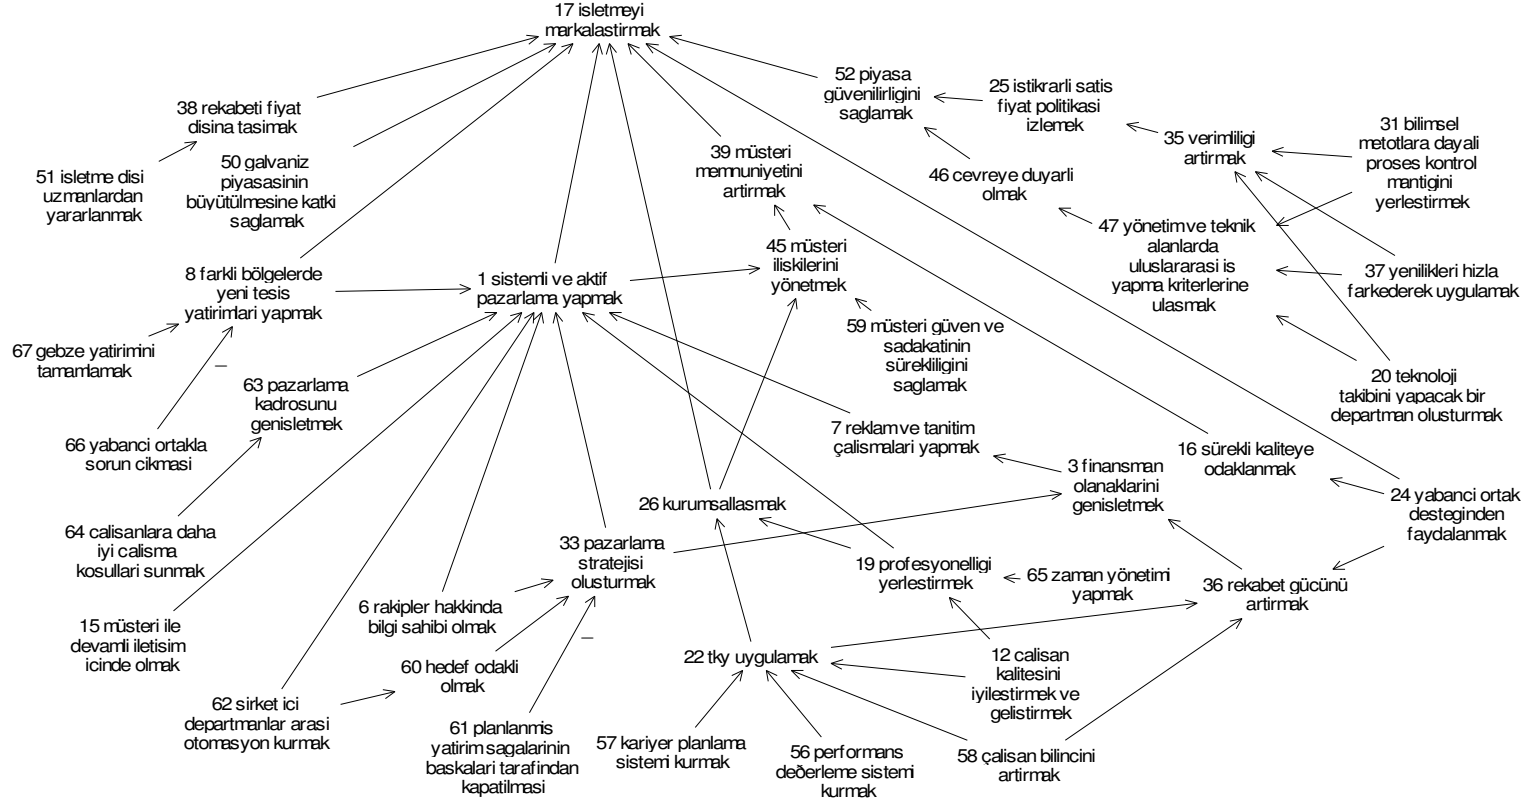 17 isletmeyi
markalastirmak
52 piyasa
güvenilirligini
saglamak
25 istikrarli satis
fiyat politikasi
izlemek
38 rekabeti fiyat
disina tasimak
35 verimliligi
artirmak
31 bilimsel
metotlara dayali
proses kontrol
mantigini
yerlestirmek
39 müsteri
memnuniyetini
artirmak
51 isletme disi
uzmanlardan
yararlanmak
50 galvaniz
piyasasinin
büyütülmesine katki
saglamak
46 cevreye duyarli
olmak
47 yönetim ve teknik
alanlarda
uluslararasi is
yapma kriterlerine
ulasmak
45 müsteri
iliskilerini
yönetmek
8 farkli bölgelerde
yeni tesis
yatirimlari yapmak
1 sistemli ve aktif
pazarlama yapmak
37 yenilikleri hizla
farkederek uygulamak
59 müsteri güven ve
sadakatinin
sürekliligini
saglamak
67 gebze yatirimini
tamamlamak
–
63 pazarlama
kadrosunu
genisletmek
20 teknoloji
takibini yapacak bir
departman olusturmak
7 reklam ve tanitim
çalismalari yapmak
66 yabanci ortakla
sorun cikmasi
16 sürekli kaliteye
odaklanmak
3 finansman
olanaklarini
genisletmek
26 kurumsallasmak
24 yabanci ortak
desteginden
faydalanmak
64 calisanlara daha
iyi calisma
kosullari sunmak
33 pazarlama
stratejisi
olusturmak
19 profesyonelligi
yerlestirmek
65 zaman yönetimi
yapmak
36 rekabet gücünü
artirmak
6 rakipler hakkinda
bilgi sahibi olmak
–
15 müsteri ile
devamli iletisim
icinde olmak
60 hedef odakli
olmak
22 tky uygulamak
12 calisan
kalitesini
iyilestirmek ve
gelistirmek
62 sirket ici
departmanlar arasi
otomasyon kurmak
61 planlanmis
yatirim sagalarinin
baskalari tarafindan
kapatilmasi
57 kariyer planlama
sistemi kurmak
56 performans
deðerleme sistemi
kurmak
58 çalisan bilincini
artirmak